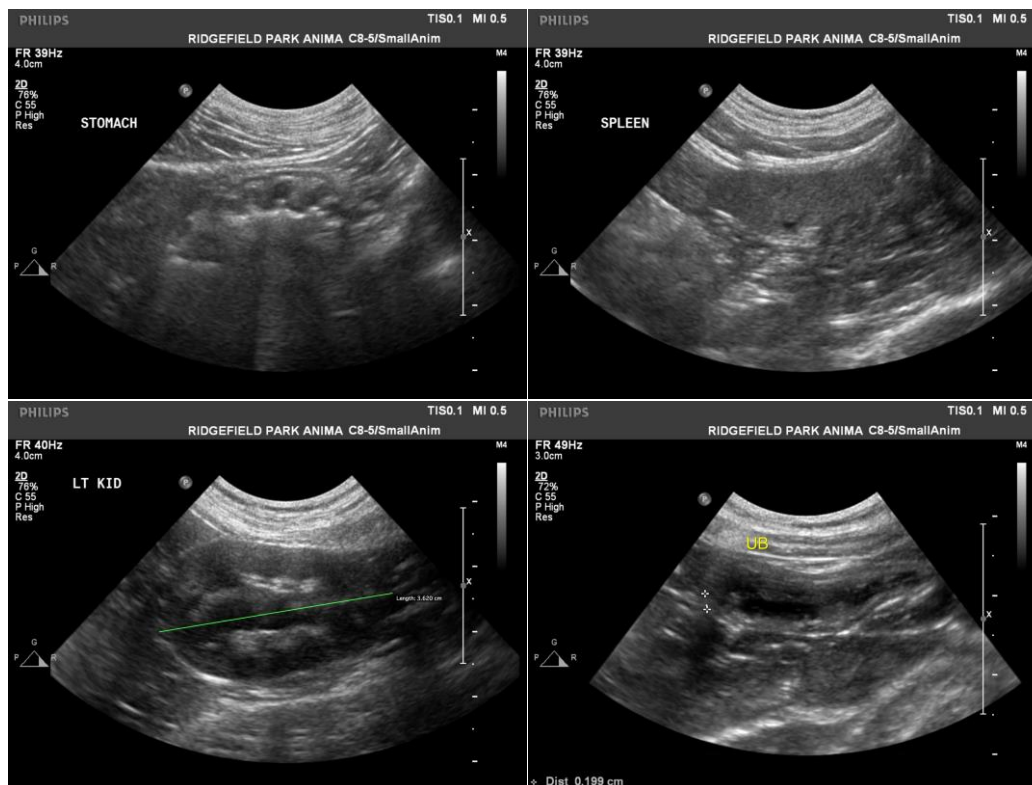 PHILIPS
TIS0.1 MI 0.5
RIDGEFIELD PARK ANIMA C8-5/SmallAnim
FR 39Hz
4.0cm
M4
2D
76%
C 55
P High
Res
P
STOMACH
G
P R
X
PHILIPS
TIS0.1 MI 0.5
RIDGEFIELD PARK ANIMA C8-5/SmallAnim
FR 39Hz
4.0cm
M4
2D
76%
C 55
P High
Res
P
SPLEEN
G
P R
X
PHILIPS
TIS0.1 MI 0.5
RIDGEFIELD PARK ANIMA C8-5/SmallAnim
FR 40Hz
4.0cm
M4
2D
76%
C 55
P High
Res
LT KID
P
X
Length: 3.620 cm
G
P R
PHILIPS
TIS0.1 MI 0.5
RIDGEFIELD PARK ANIMA C8-5/SmallAnim
FR 49Hz
3.0cm
M4
2D
72%
C 55
P High
Res
P
UB
X
G
P R
Dist 0.199 cm